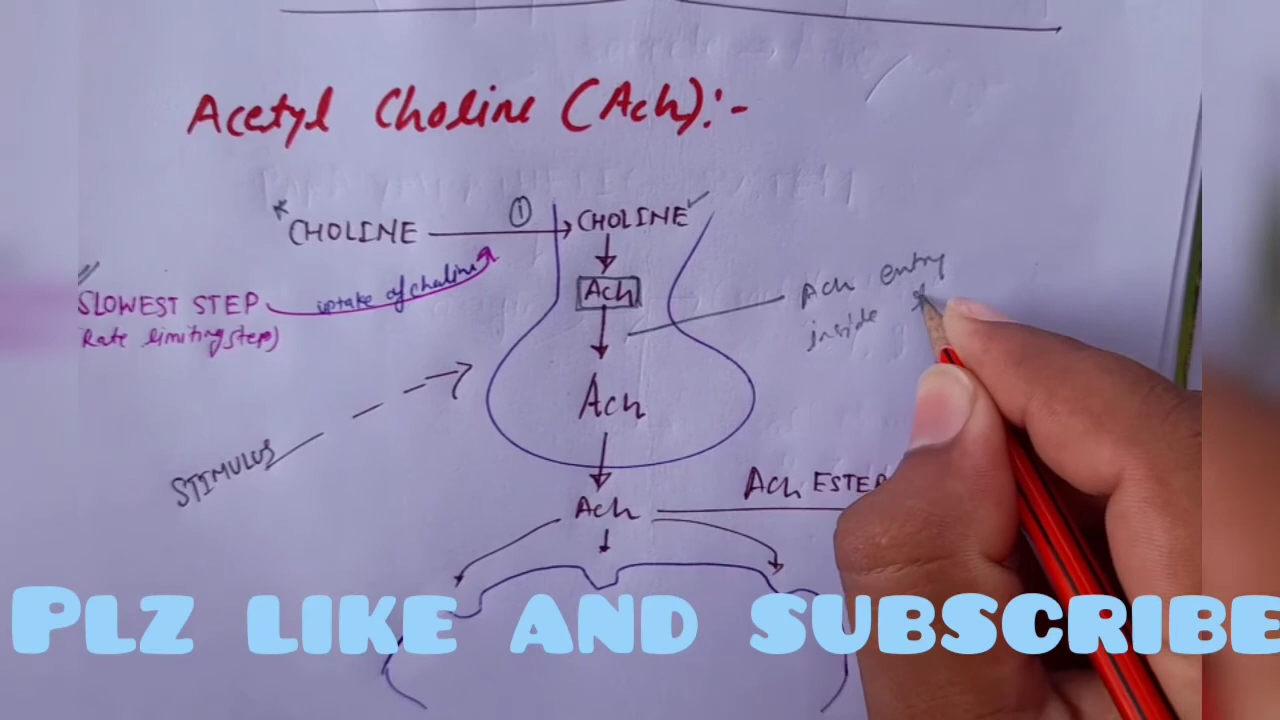 Acetyl Choline (Ach):-
*CHOLINE
①
CHOLINE
SLOWEST STEP
uptake of choline
Rate limiting step)
Ach
Ach entry
inside
Ach
STIMULUS
Ach
Ach ESTER
PLZ LIKE AND SUBSCRIBE